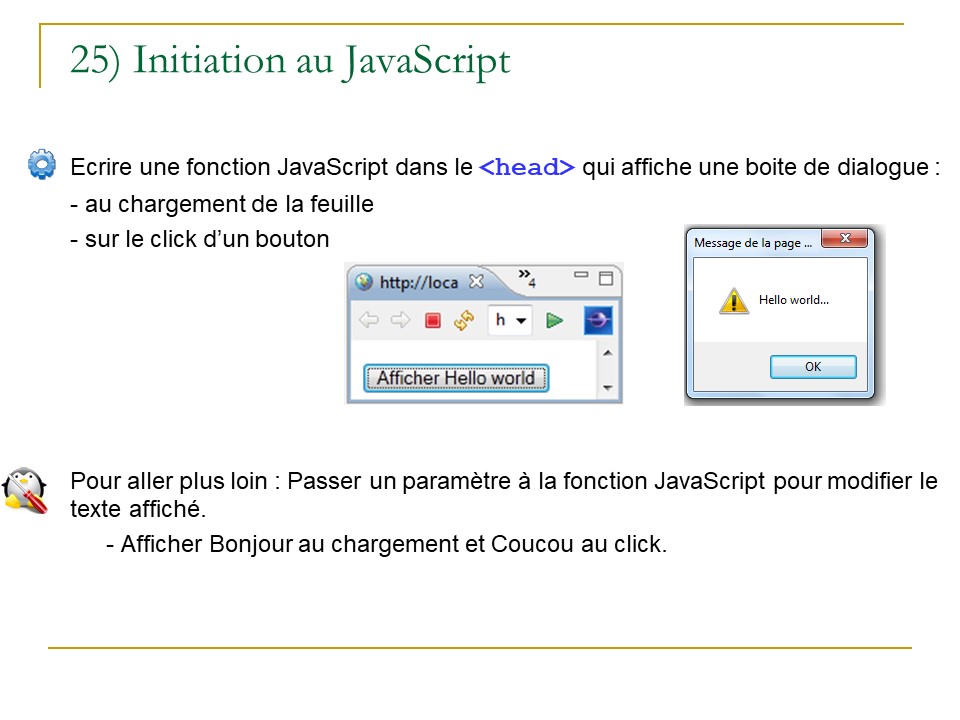 25) Initiation au JavaScript
Ecrire une fonction JavaScript dans le <head> qui affiche une boite de dialogue :
- au chargement de la feuille
- sur le click d’un bouton
http://loca
»4
h
Afficher Hello world
Message de la page ...
Hello world...
OK
Pour aller plus loin : Passer un paramètre à la fonction JavaScript pour modifier le
texte affiché.
- Afficher Bonjour au chargement et Coucou au click.